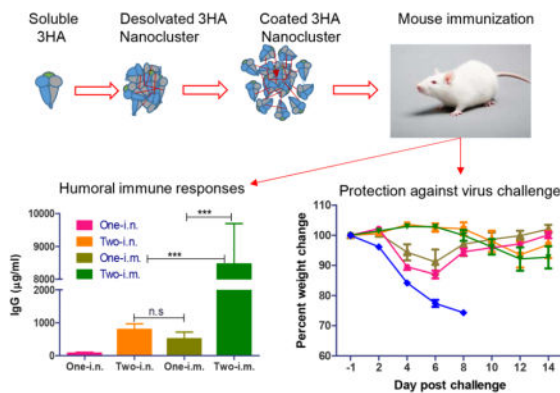 Soluble
3HA
Desolvated 3HA
Nanocluster
Coated 3HA
Nanocluster
Mouse immunization
Humoral immune responses
IgG (μg/ml)
10000
9000
8000
2000
1000
0
One-i.n.
Two-i.n.
One-i.m.
Two-i.m.
***
***
n.s
One-i.n. Two-i.n. One-i.m. Two-i.m.
Protection against virus challenge
Percent weight change
110
100
90
80
70
60
-1 2 4 6 8 10 12 14
Day post challenge